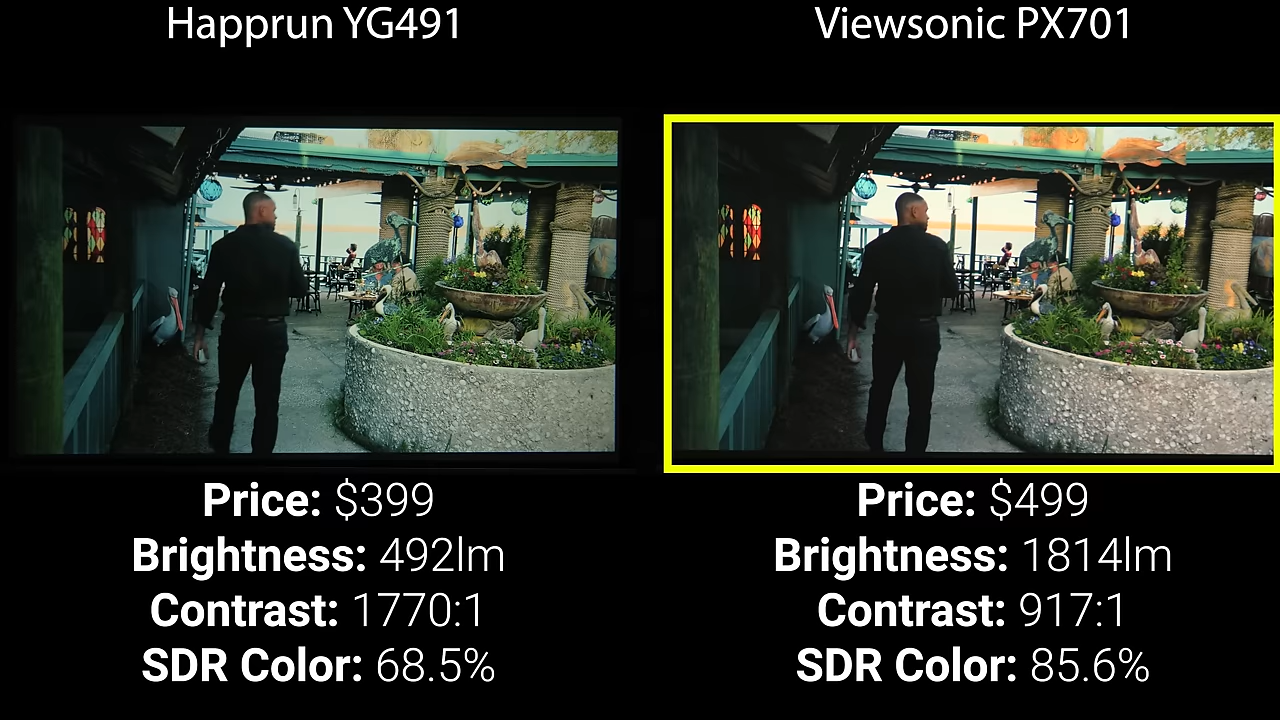 Happrun YG491
Viewsonic PX701
Price: $399
Brightness: 492lm
Contrast: 1770:1
SDR Color: 68.5%
Price: $499
Brightness: 1814lm
Contrast: 917:1
SDR Color: 85.6%